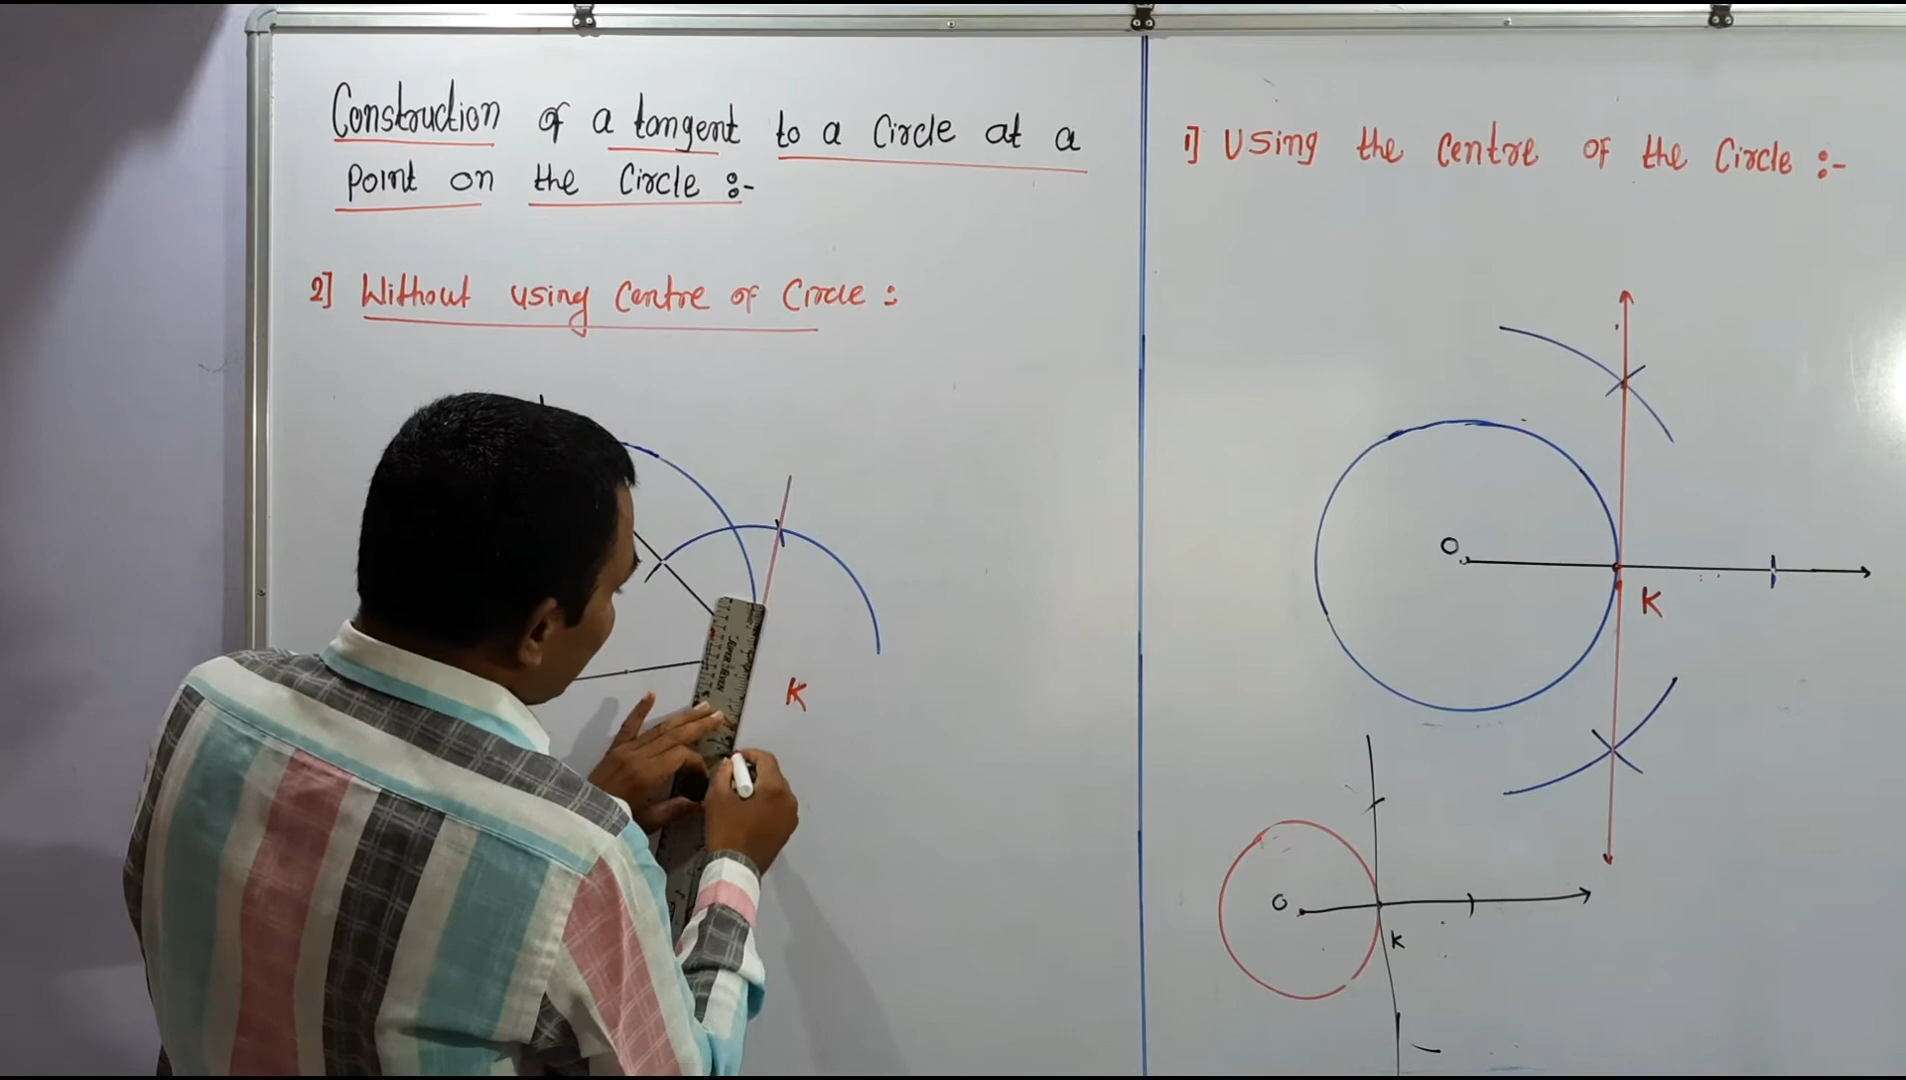 Construction of a tangent to a Circle at a
point on the Circle :-
2] Without using Centre of Circle :
K
1] Using the Centre of the Circle :-
O
K
O
K